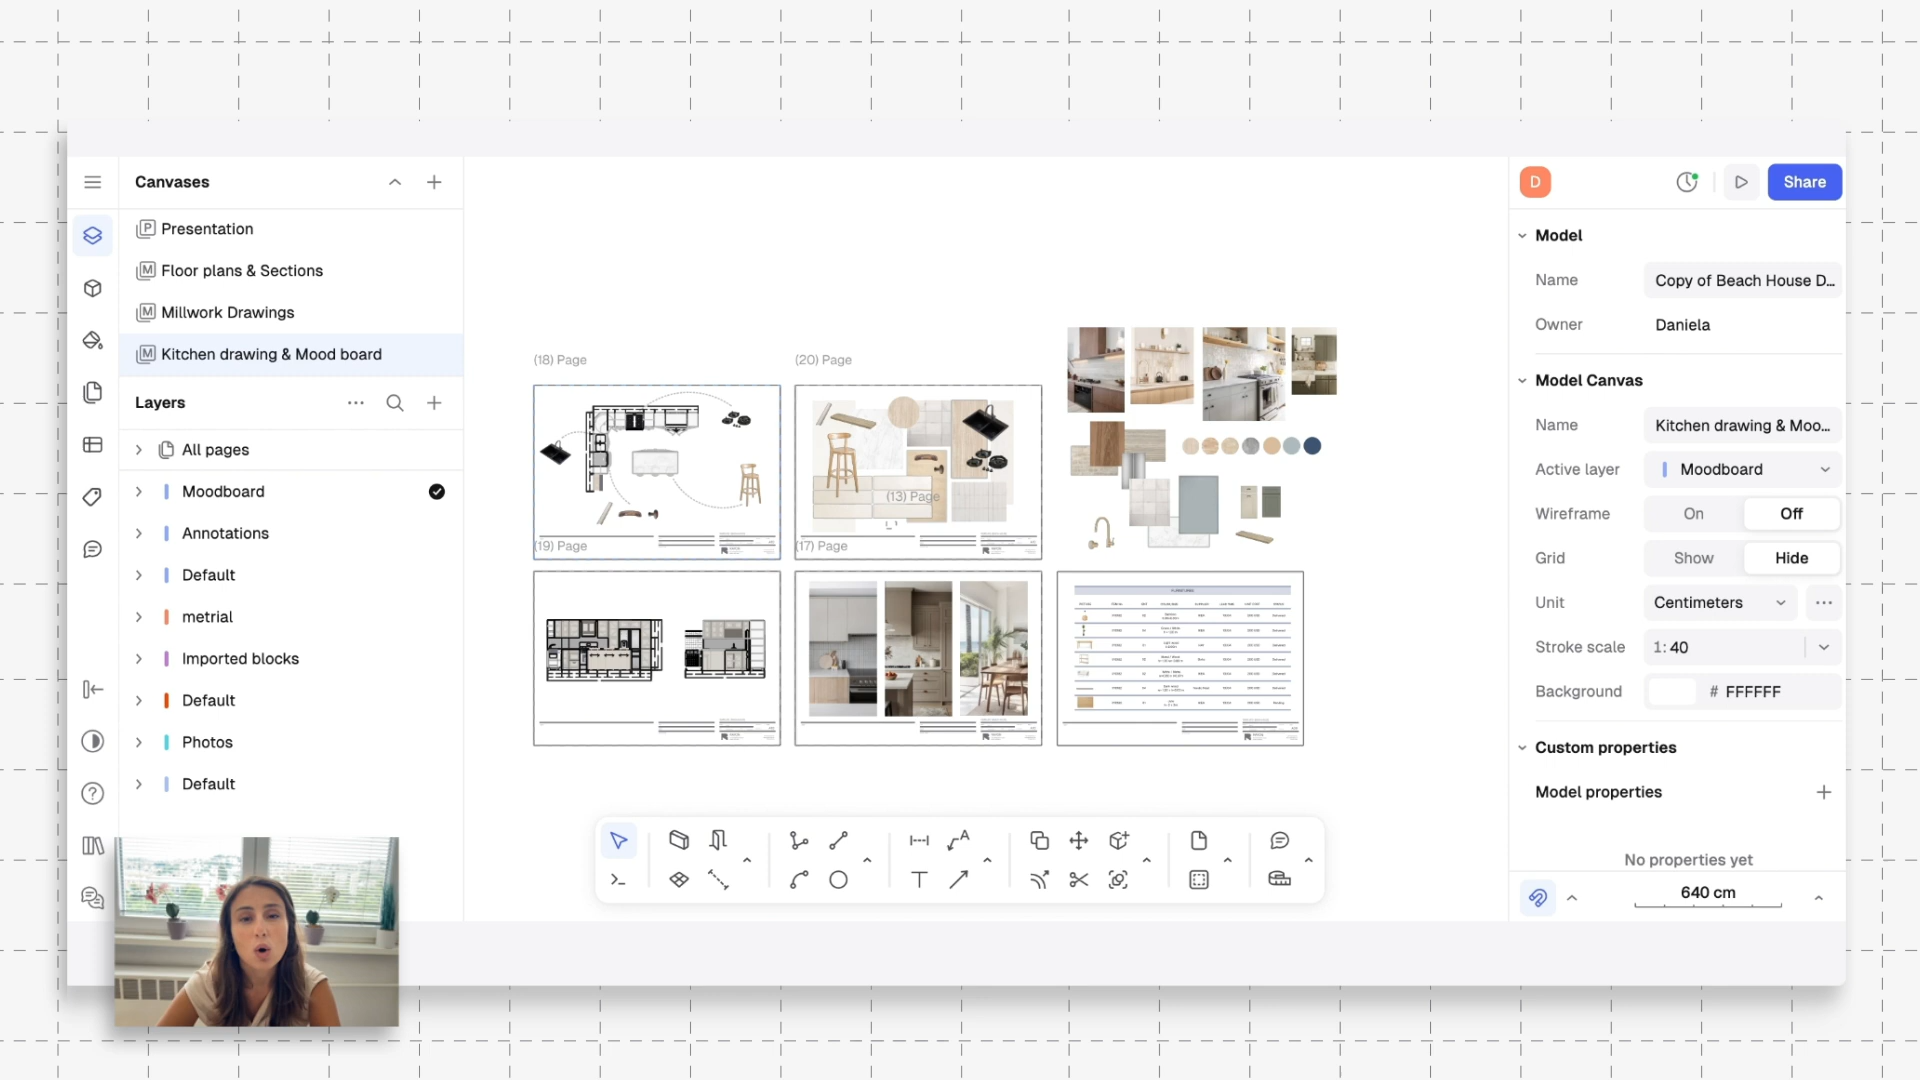 Canvases
Presentation
Floor plans & Sections
Millwork Drawings
Kitchen drawing & Mood board
Layers
All pages
Moodboard
Annotations
Default
metrial
Imported blocks
Default
Photos
Default
(18) Page
(20) Page
(13) Page
(19) Page
(17) Page
D
Share
Model
Name
Copy of Beach House D...
Owner
Daniela
Model Canvas
Name
Kitchen drawing & Moo...
Active layer
Moodboard
Wireframe
On
Off
Grid
Show
Hide
Unit
Centimeters
Stroke scale
1: 40
Background
# FFFFFF
Custom properties
Model properties
No properties yet
640 cm